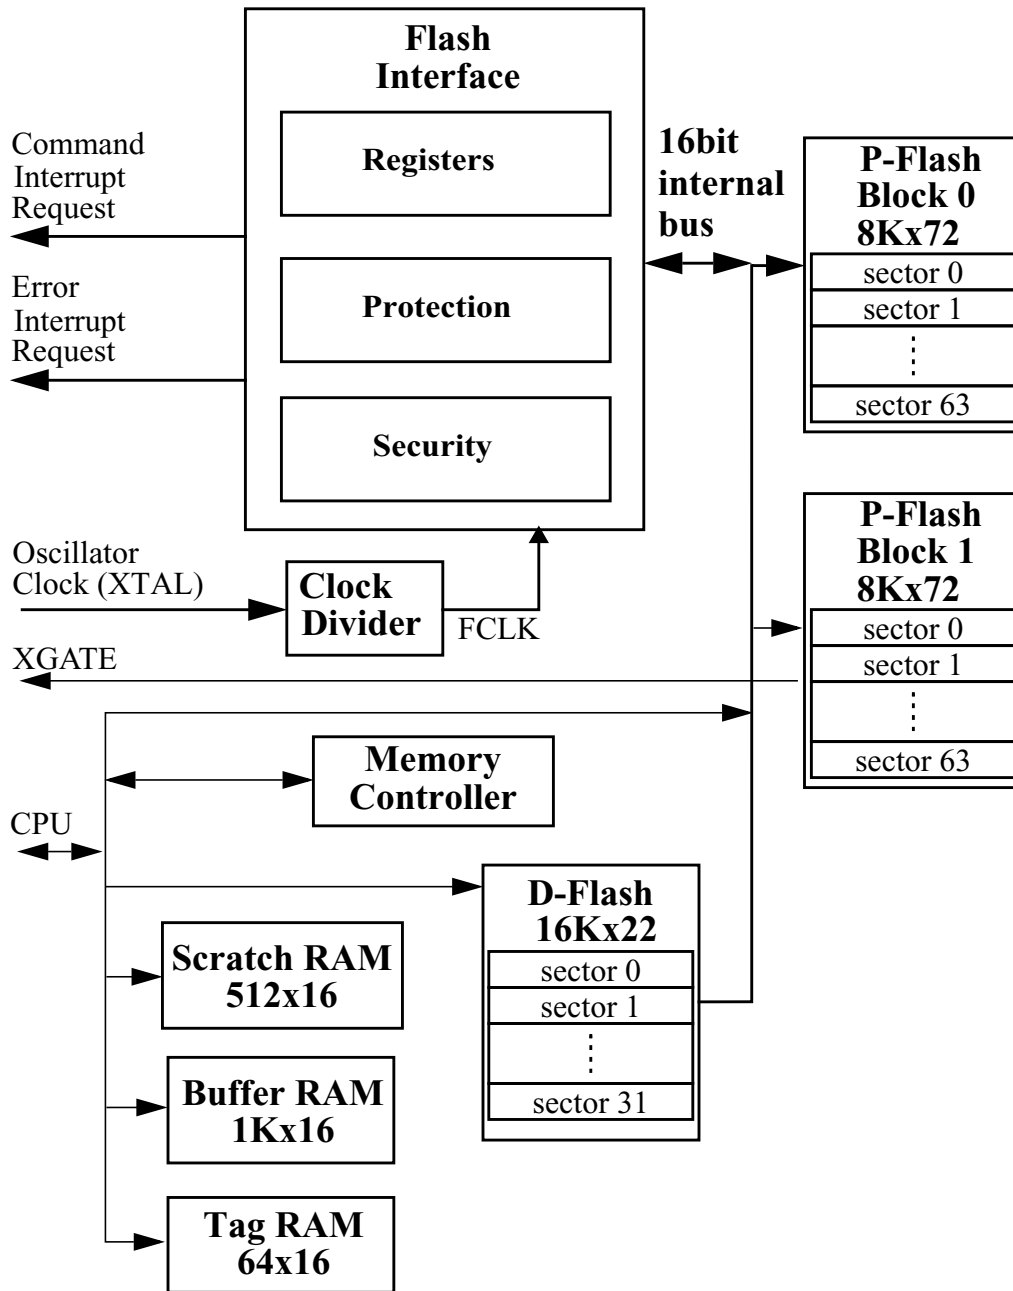 Flash
Interface
Registers
Protection
Security
Command
Interrupt
Request
Error
Interrupt
Request
16bit
internal
bus
P-Flash
Block 0
8Kx72
sector 0
sector 1
sector 63
P-Flash
Block 1
8Kx72
sector 0
sector 1
sector 63
Oscillator
Clock (XTAL)
Clock
Divider
FCLK
XGATE
Memory
Controller
CPU
D-Flash
16Kx22
sector 0
sector 1
sector 31
Scratch RAM
512x16
Buffer RAM
1Kx16
Tag RAM
64x16